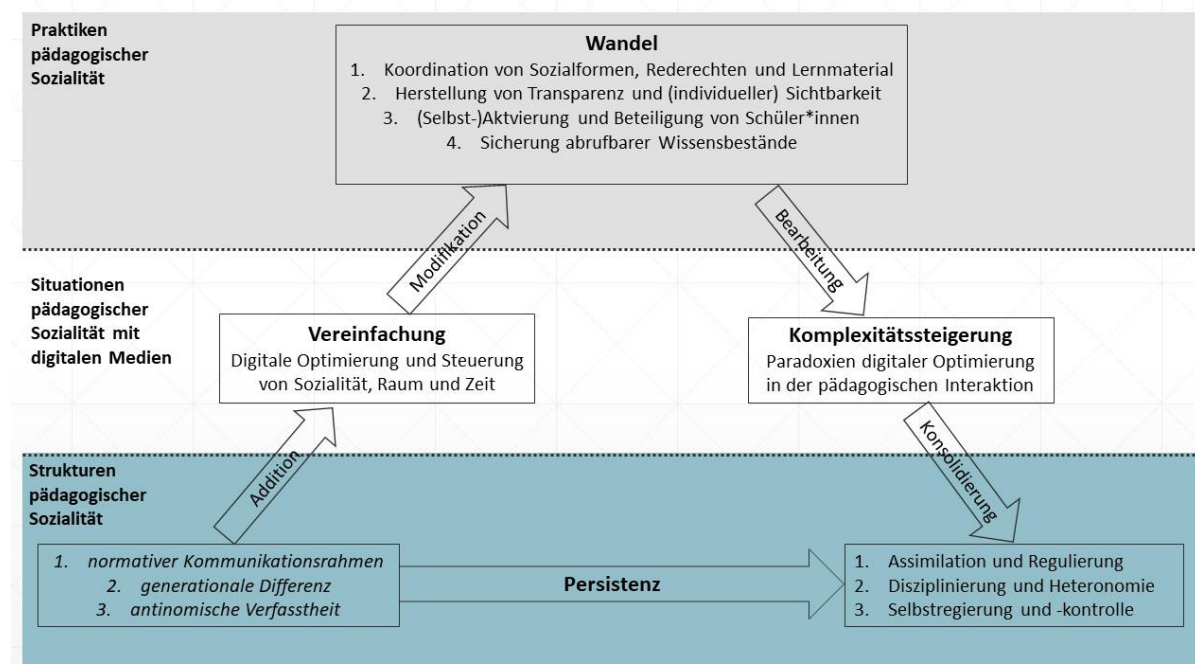 Praktiken
pädagogischer
Sozialität
Wandel
1. Koordination von Sozialformen, Rederechten und Lernmaterial
2. Herstellung von Transparenz und (individueller) Sichtbarkeit
3. (Selbst-)Aktvierung und Beteiligung von Schüler*innen
4. Sicherung abrufbarer Wissensbestände
Modifikation
Bearbeitung
Situationen
pädagogischer
Sozialität mit
digitalen Medien
Vereinfachung
Digitale Optimierung und Steuerung
von Sozialität, Raum und Zeit
Komplexitätssteigerung
Paradoxien digitaler Optimierung
in der pädagogischen Interaktion
Addition
Konsolidierung
Strukturen
pädagogischer
Sozialität
1. normativer Kommunikationsrahmen
2. generationale Differenz
3. antinomische Verfasstheit
Persistenz
1. Assimilation und Regulierung
2. Disziplinierung und Heteronomie
3. Selbstregierung und -kontrolle